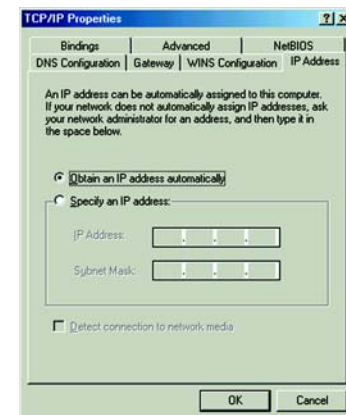 TCP/IP Properties
Bindings Advanced NetBIOS
DNS Configuration Gateway WINS Configuration IP Address
An IP address can be automatically assigned to this computer.
If your network does not automatically assign IP addresses, ask
your network administrator for an address, and then type it in
the space below.
Obtain an IP address automatically
Specify an IP address:
IP Address:
Subnet Mask:
Detect connection to network media
OK Cancel